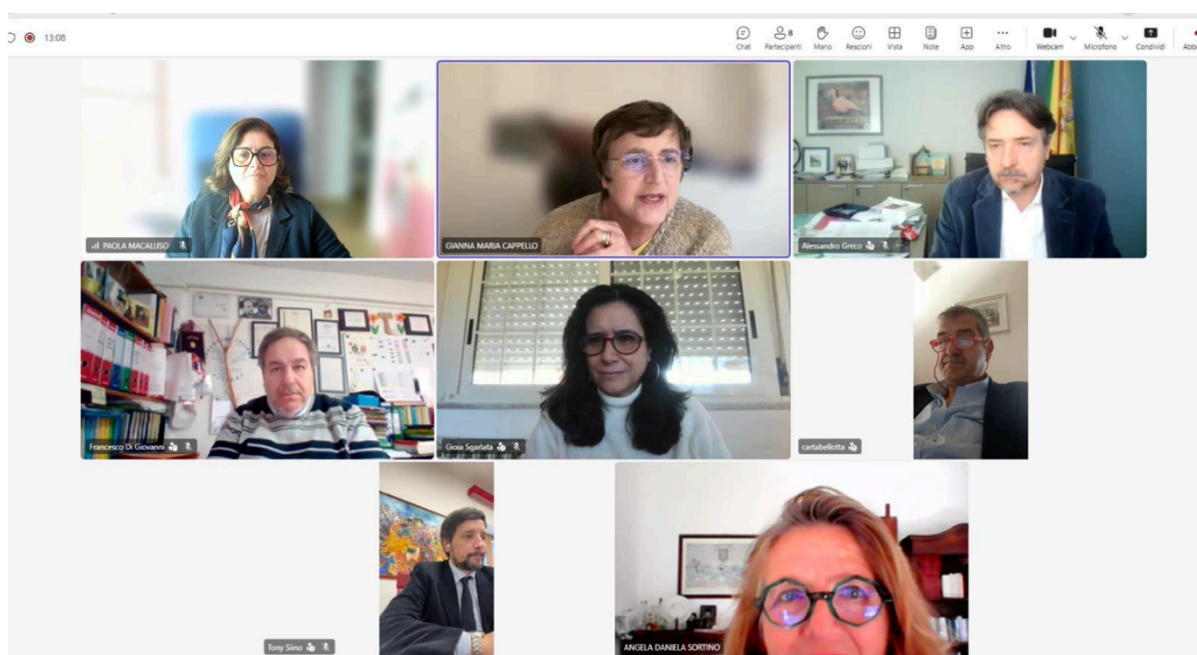 13:08
Chat
8
Partecipanti
Mano
Reazioni
Vista
Note
App
Altro
Webcam
Microfono
Condividi
PAOLA MACALUSO
GIANNA MARIA CAPPELLO
Alessandro Greco
Francesco Di Giovanni
Gioia Sgarlata
cartabellotta
Tony Siino
ANGELA DANIELA SORTINO